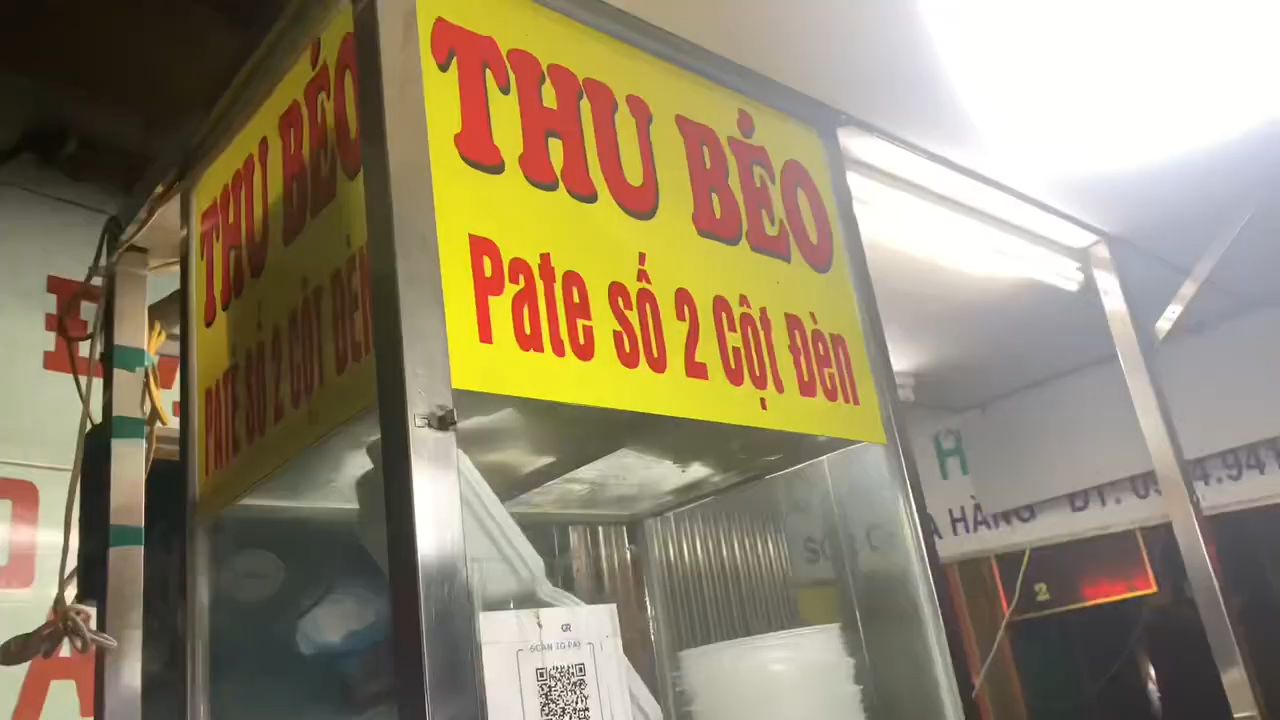 THU BÉO
PATE SỐ 2 CỘT ĐÈN
THU BÉO
Pate số 2 Cột Đèn
SCAN TO PAY
H
HÀNG
2